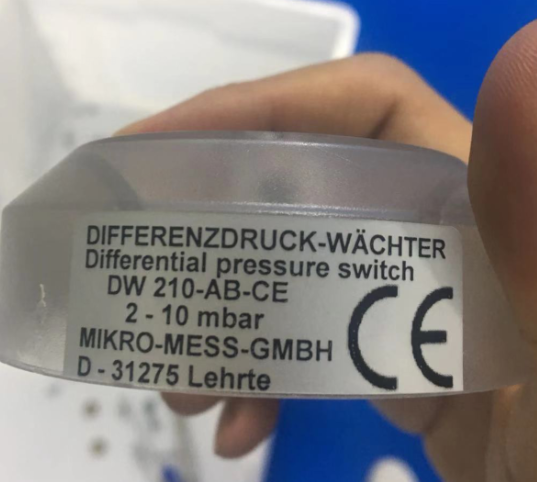 DIFFERENZDRUCK-WÄCHTER
Differential pressure switch
DW 210-AB-CE
2 - 10 mbar
MIKRO-MESS-GMBH
D - 31275 Lehrte
CE